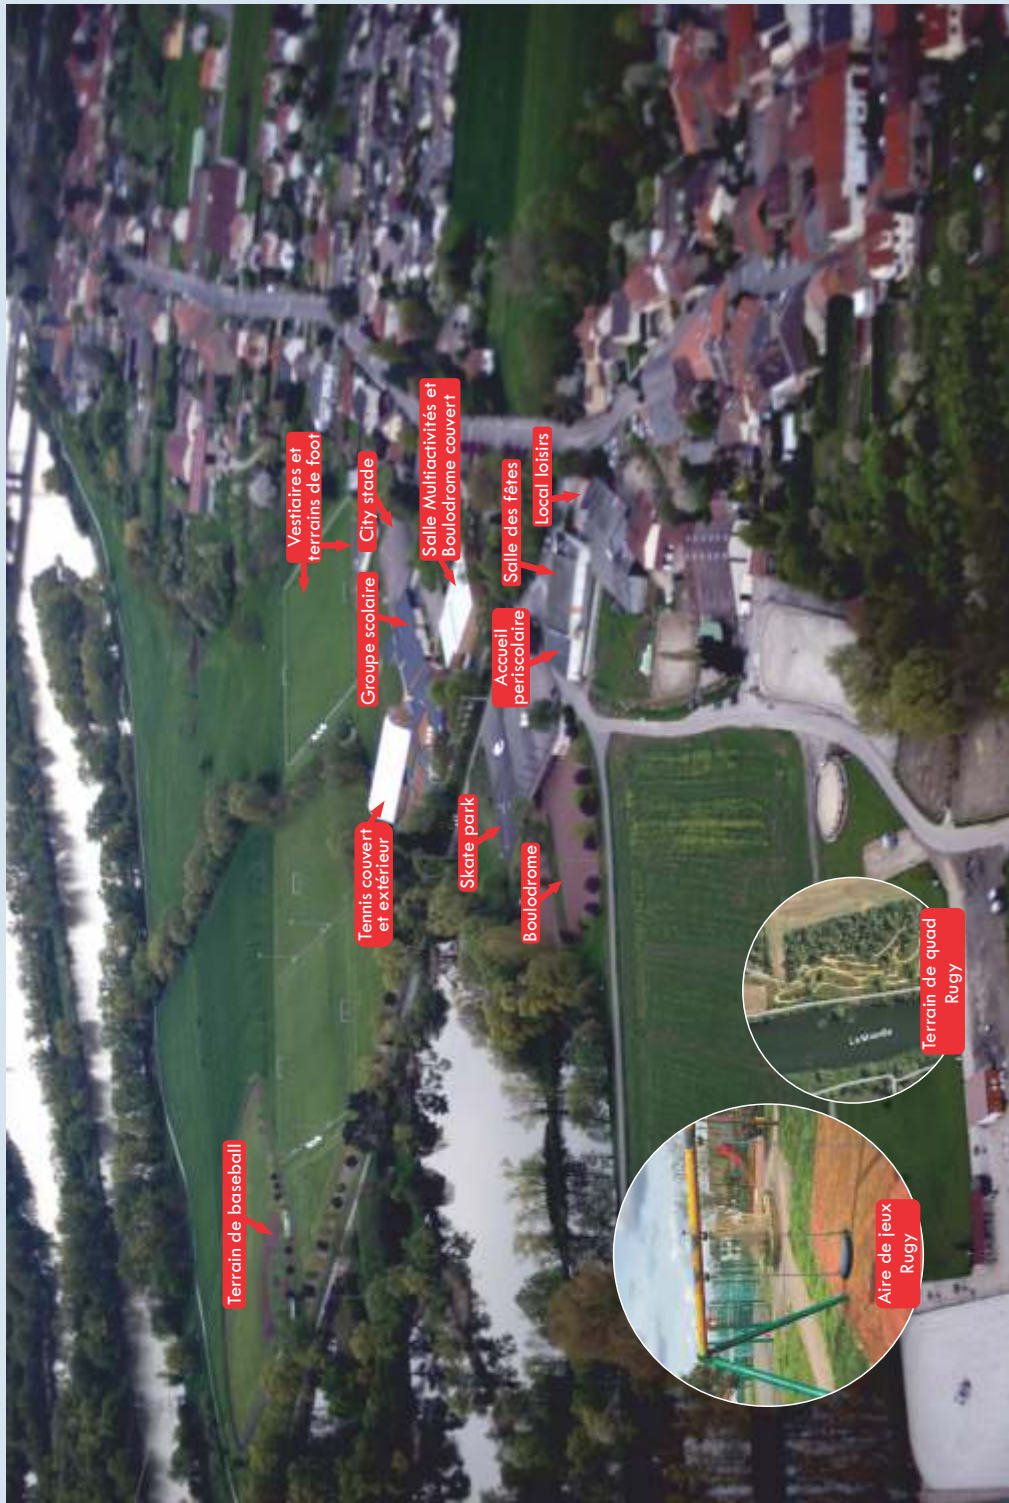 Terrain de baseball
Vestiaires et
terrains de foot
Tennis couvert
et extérieur
Groupe scolaire
City stade
Salle Multiactivités et
Boulodrome couvert
Skate park
Accueil
periscolaire
Salle des fêtes
Local loisirs
Boulodrome
Aire de jeux
Rugy
Terrain de quad
Rugy
La Moselle